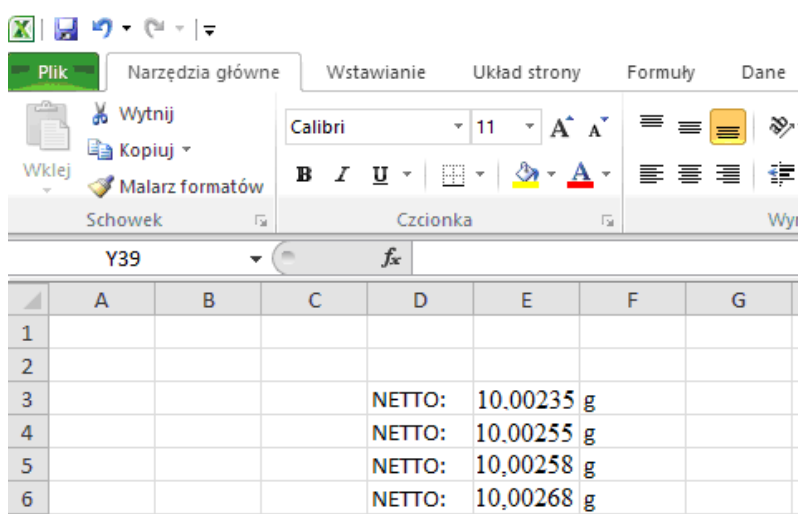 Plik Narzędzia główne Wstawianie Układ strony Formuły Dane
Wytnij
Kopiuj
Wklej
Malarz formatów
Calibri 11 A A
B I U A
Schowek Czcionka
Y39 fx
A B C D E F G
1
2
3 NETTO: 10,00235 g
4 NETTO: 10,00255 g
5 NETTO: 10,00258 g
6 NETTO: 10,00268 g